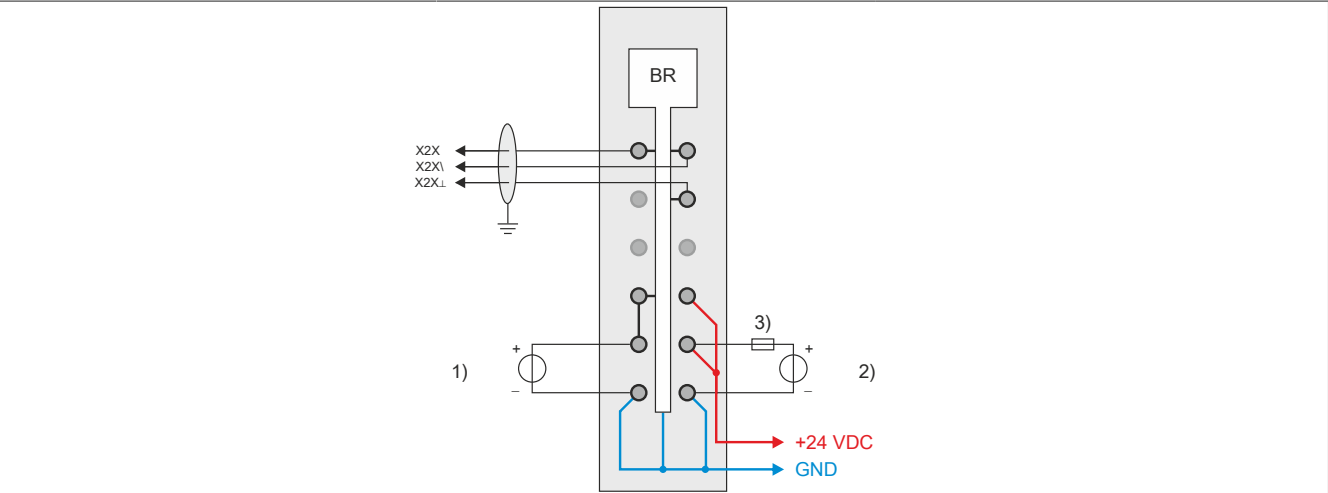 BR
X2X
X2X\
X2X⊥
3)
+ +
1) 2)
– –
+24 VDC
GND